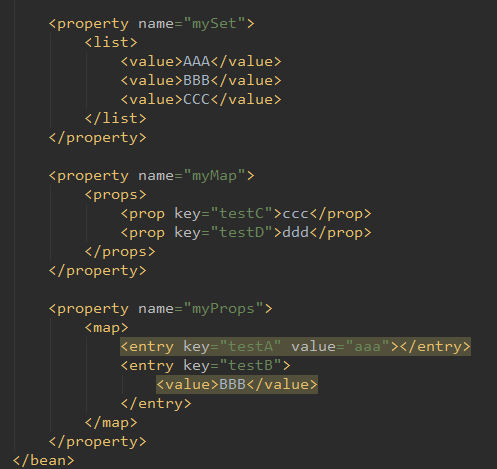 <property name="mySet">
<list>
<value>AAA</value>
<value>BBB</value>
<value>CCC</value>
</list>
</property>
<property name="myMap">
<props>
<prop key="testC">ccc</prop>
<prop key="testD">ddd</prop>
</props>
</property>
<property name="myProps">
<map>
<entry key="testA" value="aaa"></entry>
<entry key="testB">
<value>BBB</value>
</entry>
</map>
</property>
</bean>